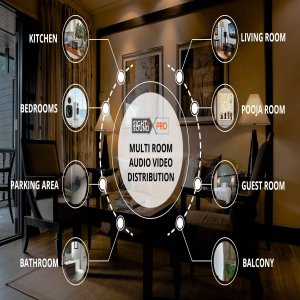 KITCHEN
LIVING ROOM
BEDROOMS
POOJA ROOM
SIGHT
SOUND
PRO
MULTI ROOM
AUDIO VIDEO
DISTRIBUTION
PARKING AREA
GUEST ROOM
BATHROOM
BALCONY